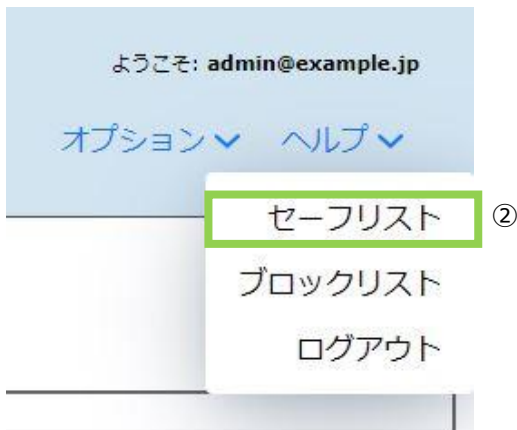 ようこそ: admin@example.jp
オプション ヘルプ
セーフリスト ②
ブロックリスト
ログアウト